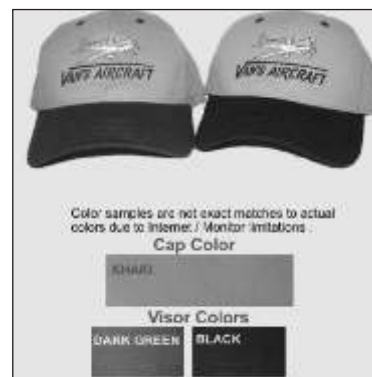 VAN'S AIRCRAFT
VAN'S AIRCRAFT
Color samples are not exact matches to actual
colors due to Internet / Monitor limitations .
Cap Color
KHAKI
Visor Colors
DARK GREEN
BLACK